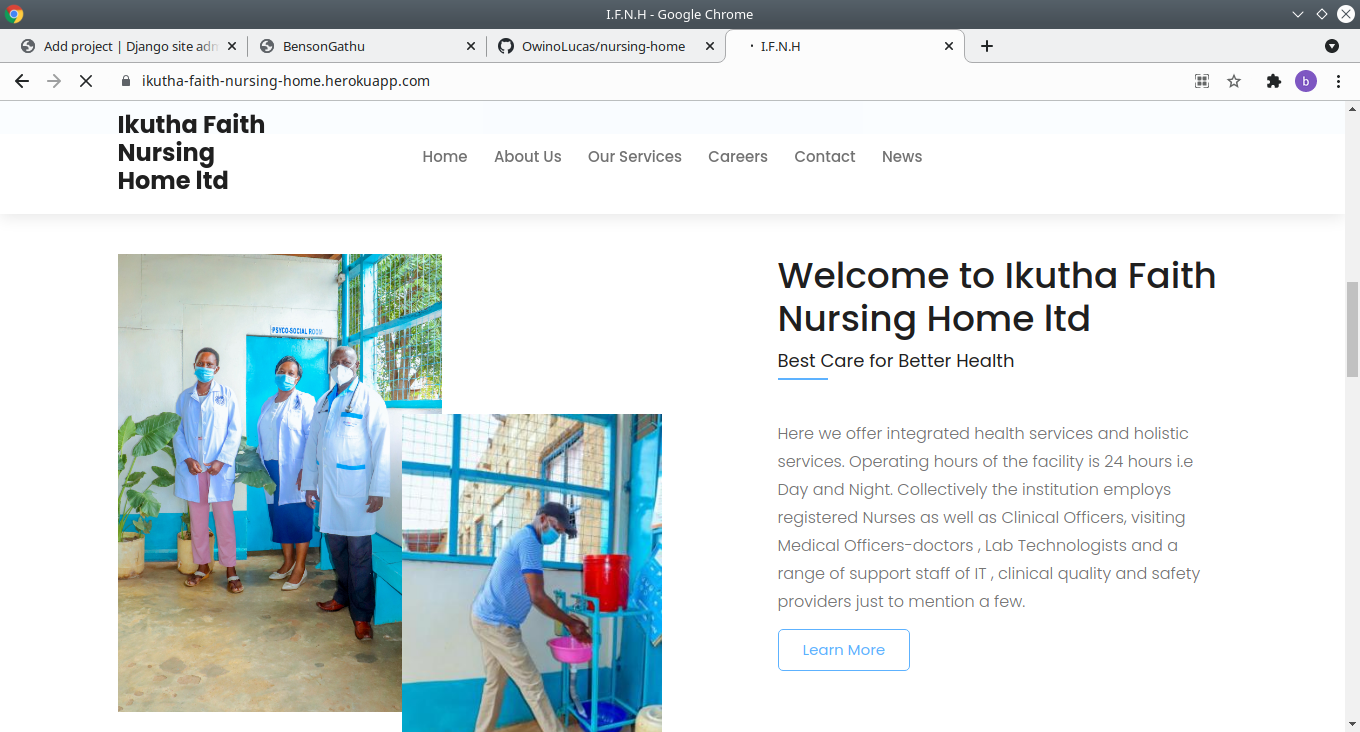 I.F.N.H - Google Chrome
Add project | Django site adn
BensonGathu
OwinoLucas/nursing-home
I.F.N.H
ikutha-faith-nursing-home.herokuapp.com
b
Ikutha Faith
Nursing
Home ltd
Home About Us Our Services Careers Contact News
PSYCO-SOCIAL ROOM
Welcome to Ikutha Faith
Nursing Home ltd
Best Care for Better Health
Here we offer integrated health services and holistic
services. Operating hours of the facility is 24 hours i.e
Day and Night. Collectively the institution employs
registered Nurses as well as Clinical Officers, visiting
Medical Officers-doctors , Lab Technologists and a
range of support staff of IT , clinical quality and safety
providers just to mention a few.
Learn More